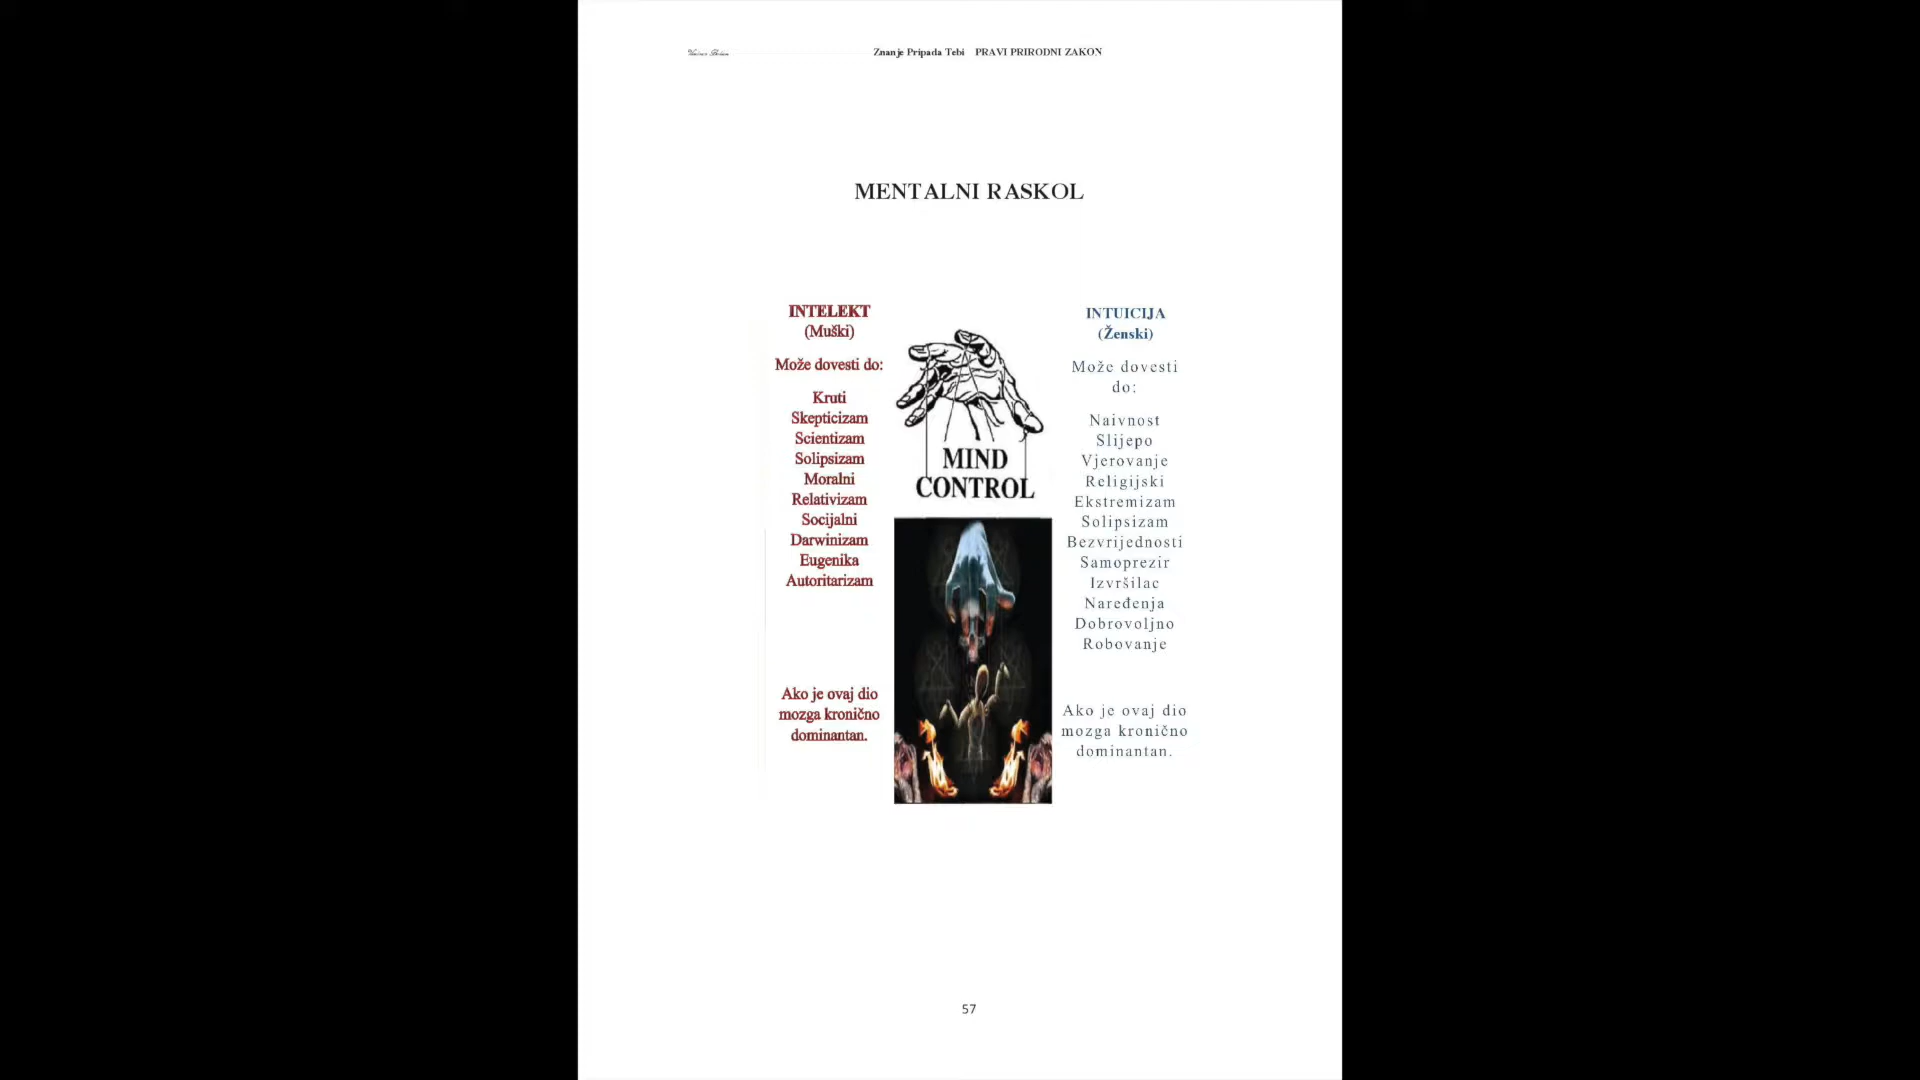 Znanje Pripada Tebi PRAVI PRIRODNI ZAKON
MENTALNI RASKOL
INTELEKT
(Muški)
Može dovesti do:
Kruti
Skepticizam
Scientizam
Solipsizam
Moralni
Relativizam
Socijalni
Darwinizam
Eugenika
Autoritarizam
Ako je ovaj dio
mozga kronično
dominantan.
MIND
CONTROL
INTUICIJA
(Ženski)
Može dovesti
do:
Naivnost
Slijepo
Vjerovanje
Religijski
Ekstremizam
Solipsizam
Bezvrijednosti
Samoprezir
Izvršilac
Naređenja
Dobrovoljno
Robovanje
Ako je ovaj dio
mozga kronično
dominantan.
57